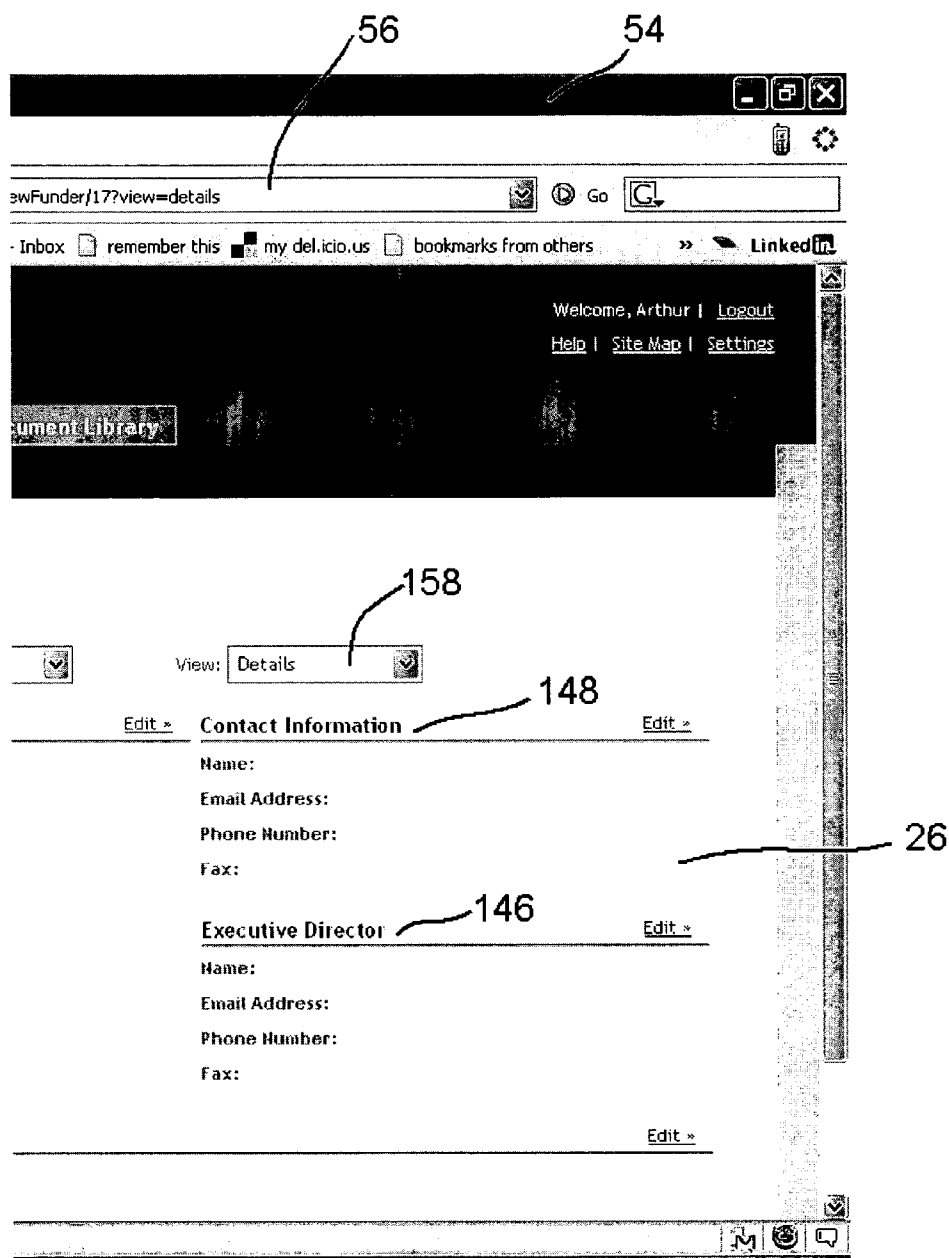 56 54
ewFunder/17?view=details Go G
- Inbox remember this my del.icio.us bookmarks from others » Linked in
Welcome, Arthur | Logout
Help | Site Map | Settings
cument Library
158
View: Details
148
Edit » Contact Information Edit »
Name:
Email Address:
Phone Number:
26
Fax:
146
Executive Director Edit »
Name:
Email Address:
Phone Number:
Fax:
Edit »